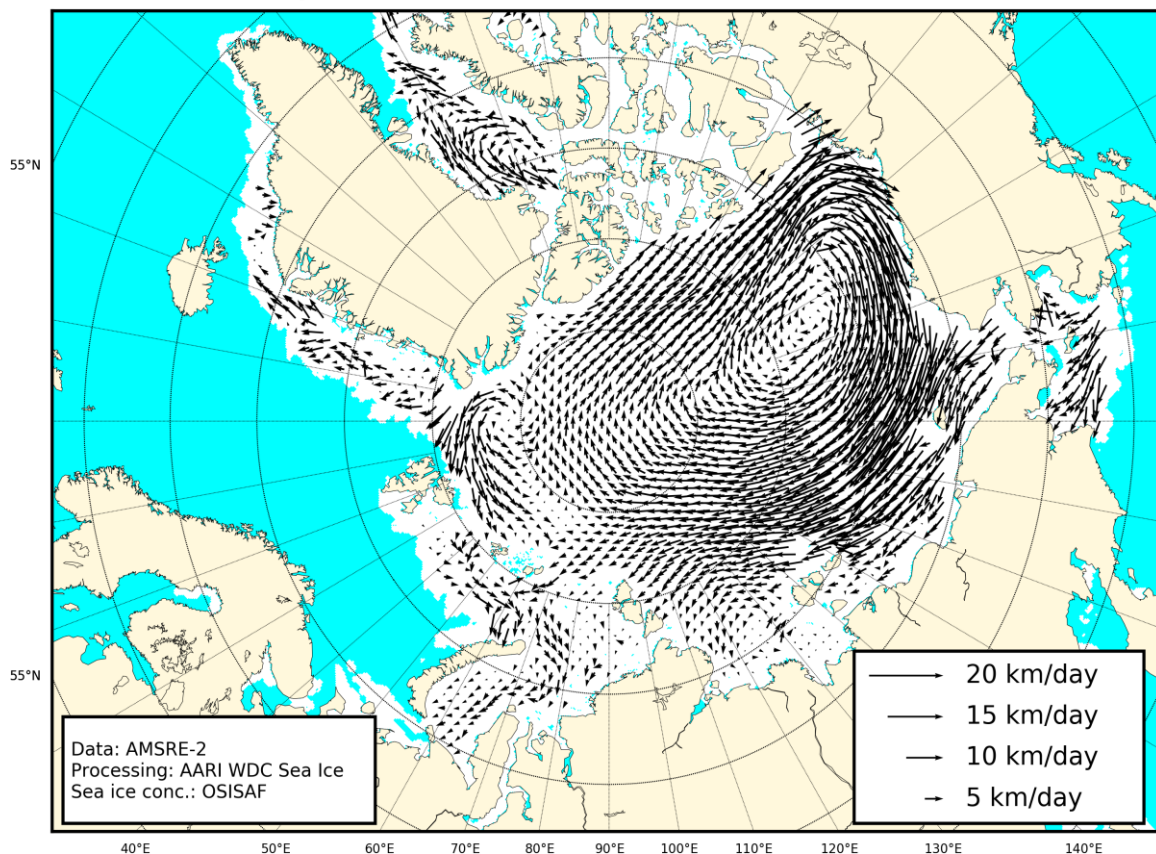 55°N
55°N
20 km/day
15 km/day
10 km/day
5 km/day
Data: AMSRE-2
Processing: AARI WDC Sea Ice
Sea ice conc.: OSISAF
40°E 50°E 60°E 70°E 80°E 90°E 100°E 110°E 120°E 130°E 140°E